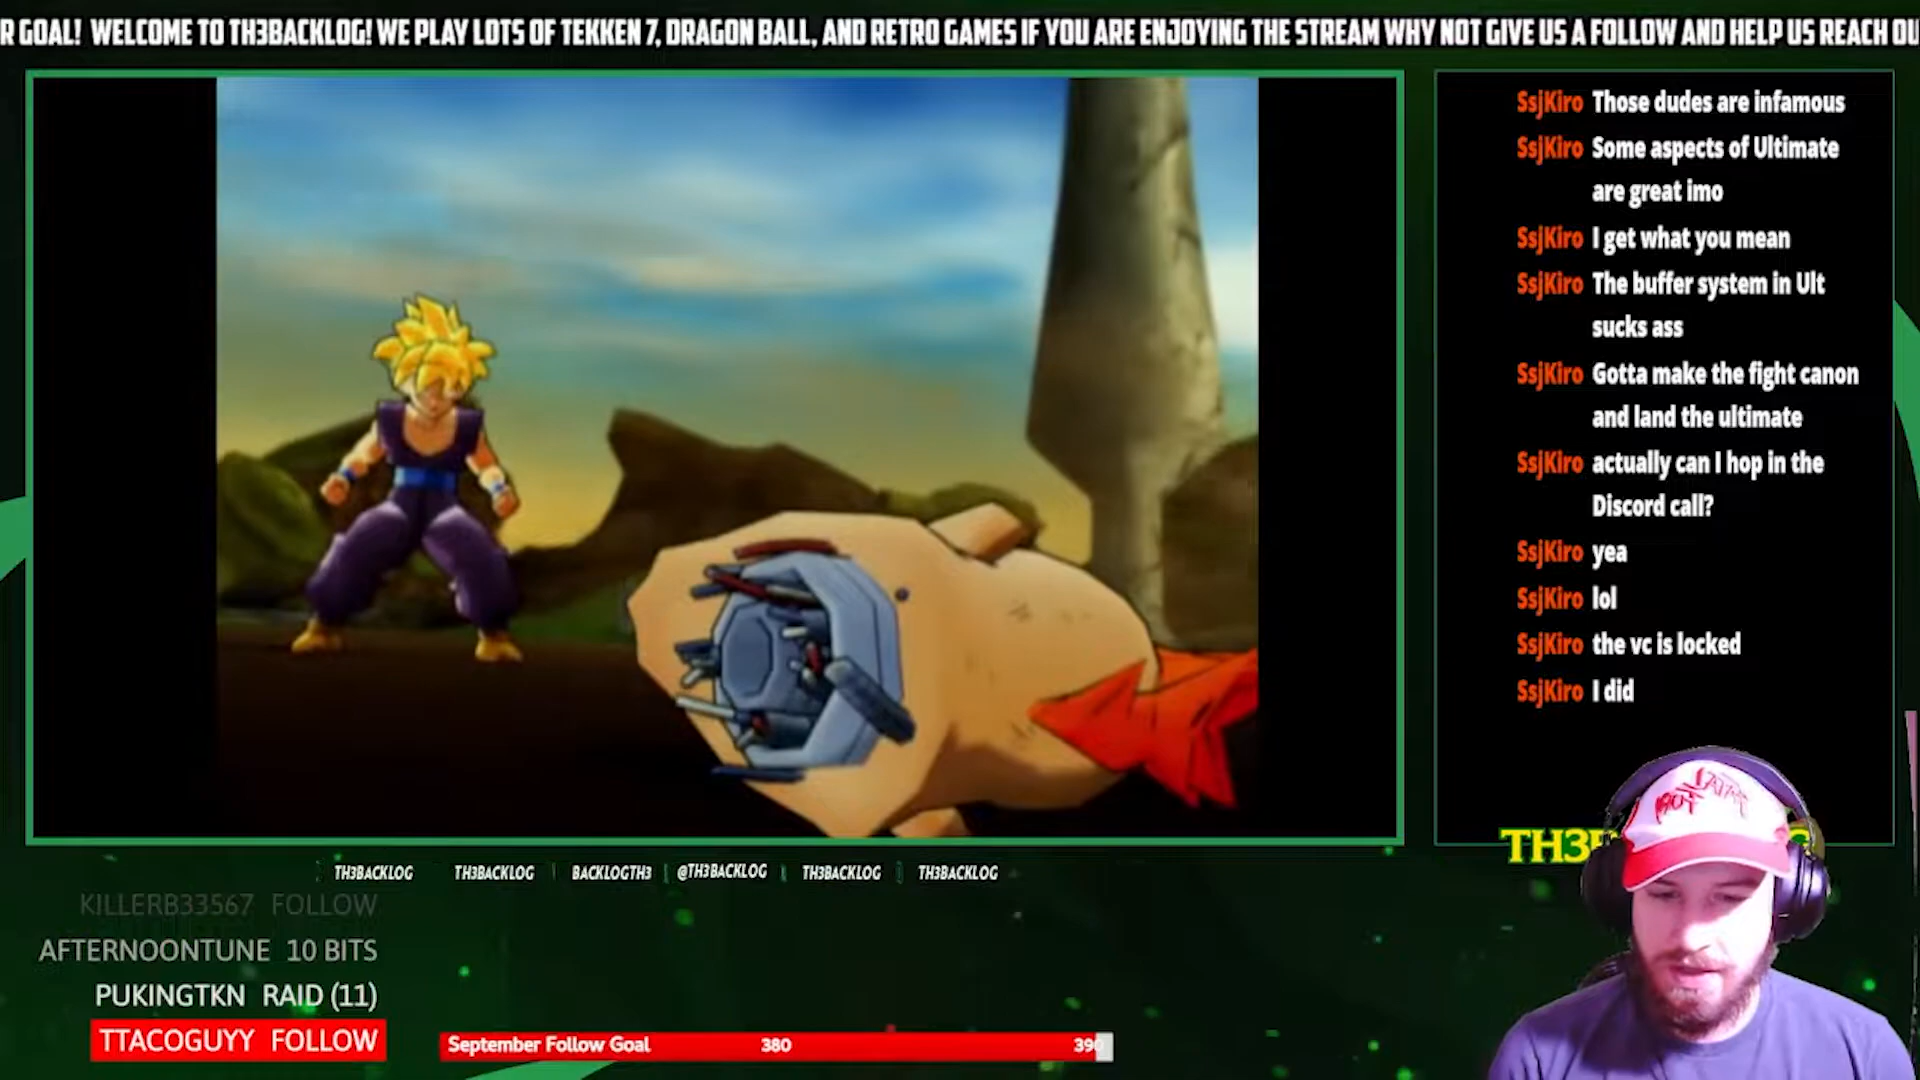 R GOAL! WELCOME TO TH3BACKLOG! WE PLAY LOTS OF TEKKEN 7, DRAGON BALL, AND RETRO GAMES IF YOU ARE ENJOYING THE STREAM WHY NOT GIVE US A FOLLOW AND HELP US REACH OU
SsjKiro Those dudes are infamous
SsjKiro Some aspects of Ultimate
are great imo
SsjKiro I get what you mean
SsjKiro The buffer system in Ult
sucks ass
SsjKiro Gotta make the fight canon
and land the ultimate
SsjKiro actually can I hop in the
Discord call?
SsjKiro yea
SsjKiro lol
SsjKiro the vc is locked
SsjKiro I did
TH3BACKLOG TH3BACKLOG BACKLOGTH3 @TH3BACKLOG TH3BACKLOG TH3BACKLOG
KILLERB33567 FOLLOW
AFTERNOONTUNE 10 BITS
PUKINGTKN RAID (11)
TTACOGUYY FOLLOW
September Follow Goal 380 390